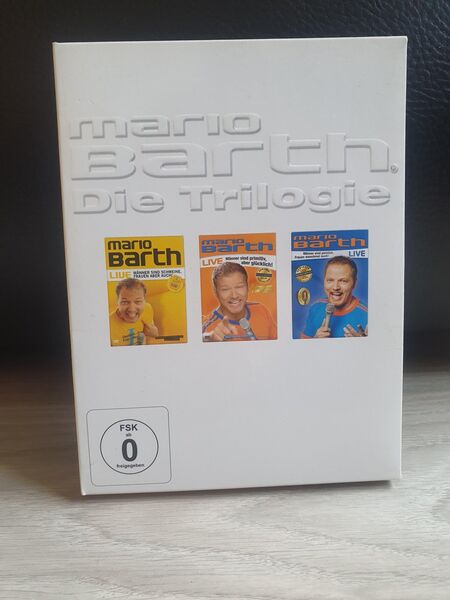 mario
Barth®
Die Trilogie
mario
Barth
LIVE
MÄNNER SIND SCHWEINE,
FRAUEN ABER AUCH!
mario
Barth
LIVE
Männer sind primitiv,
aber glücklich!
mario
Barth
Männer sind peinlich,
Frauen manchmal auch!
LIVE
FSK
ab
0
freigegeben